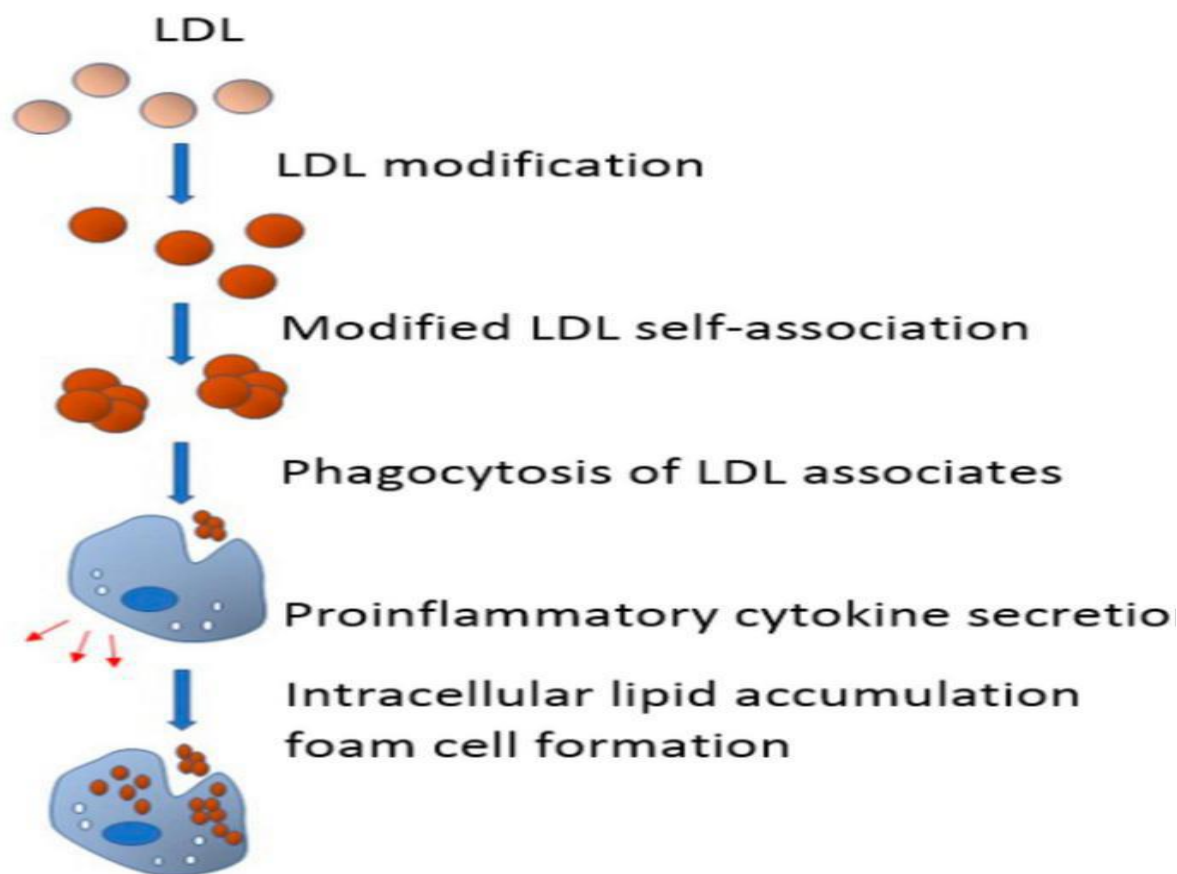 LDL
LDL modification
Modified LDL self-association
Phagocytosis of LDL associates
Proinflammatory cytokine secretio
Intracellular lipid accumulation
foam cell formation